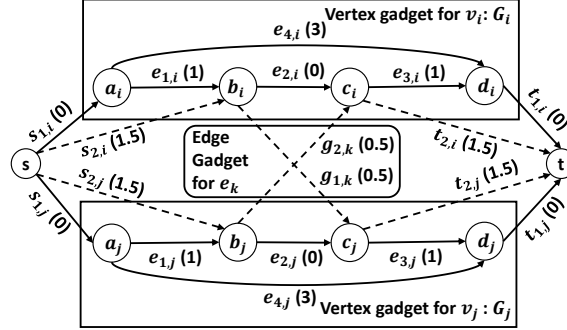 Vertex gadget for v_i: G_i
e_{4,i} (3)
a_i
e_{1,i} (1)
b_i
e_{2,i} (0)
c_i
e_{3,i} (1)
d_i
s_{1,i} (0)
t_{1,i} (0)
s_{2,i} (1.5)
t_{2,i} (1.5)
Edge
Gadget
for e_k
g_{2,k} (0.5)
g_{1,k} (0.5)
s
t
s_{2,j} (1.5)
t_{2,j} (1.5)
s_{1,j} (0)
t_{1,j} (0)
a_j
e_{1,j} (1)
b_j
e_{2,j} (0)
c_j
e_{3,j} (1)
d_j
e_{4,j} (3)
Vertex gadget for v_j: G_j